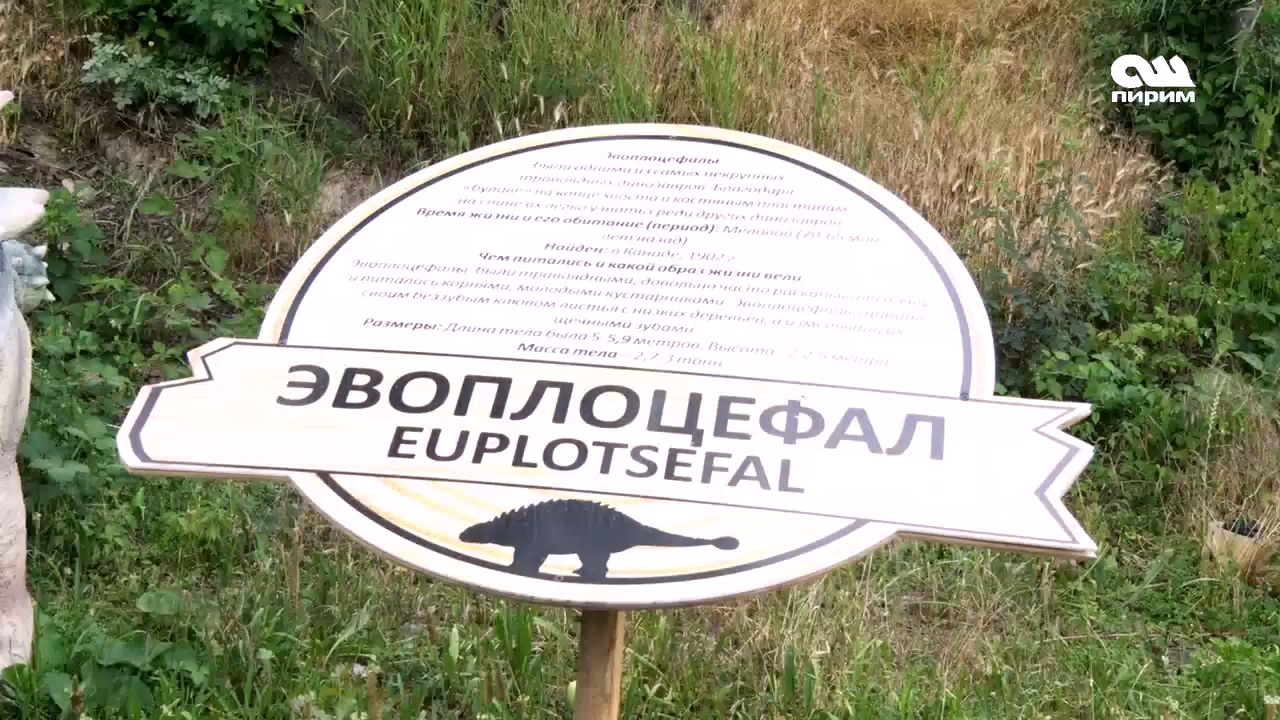 ОШ
ПИРИМ
Эвоплоцефалы
были одними из самых некрупных
травоядных динозавров. Благодаря
«булаве» на конце хвоста и костяным пластинам
на спине их легко узнать среди других динозавров.
Время жизни и его обитание (период): Меловой (70-65 млн
лет назад)
Найден: в Канаде, 1902 г.
Чем питались и какой образ жизни вели
Эвоплоцефалы были травоядными, довольно часто раскапывали
и питались корнями, молодыми кустарниками. Эвоплоцефалы
своим беззубым клювом листья с низких деревьев, а измельчали их
щечными зубами.
Размеры: Длина тела была 5-5,9 метров. Высота - 2-2,5 метра
Масса тела – 2,7-3 тонн.
ЭВОПЛОЦЕФАЛ
EUPLOTSEFAL